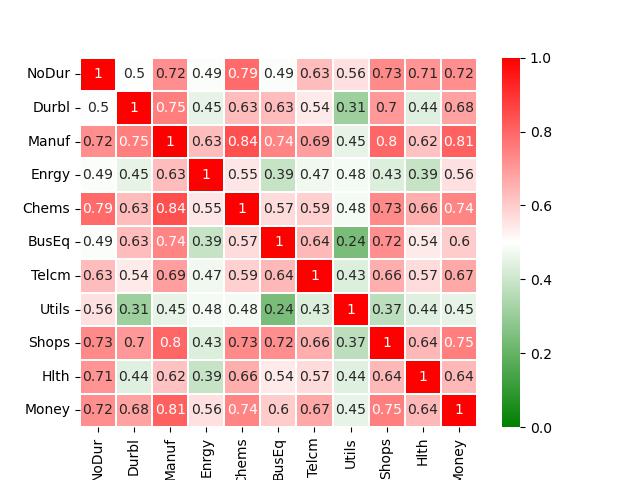 NoDur 1 0.5 0.72 0.49 0.79 0.49 0.63 0.56 0.73 0.71 0.72
Durbl 0.5 1 0.75 0.45 0.63 0.63 0.54 0.31 0.7 0.44 0.68
Manuf 0.72 0.75 1 0.63 0.84 0.74 0.69 0.45 0.8 0.62 0.81
Enrgy 0.49 0.45 0.63 1 0.55 0.39 0.47 0.48 0.43 0.39 0.56
Chems 0.79 0.63 0.84 0.55 1 0.57 0.59 0.48 0.73 0.66 0.74
BusEq 0.49 0.63 0.74 0.39 0.57 1 0.64 0.24 0.72 0.54 0.6
Telcm 0.63 0.54 0.69 0.47 0.59 0.64 1 0.43 0.66 0.57 0.67
Utils 0.56 0.31 0.45 0.48 0.48 0.24 0.43 1 0.37 0.44 0.45
Shops 0.73 0.7 0.8 0.43 0.73 0.72 0.66 0.37 1 0.64 0.75
Hlth 0.71 0.44 0.62 0.39 0.66 0.54 0.57 0.44 0.64 1 0.64
Money 0.72 0.68 0.81 0.56 0.74 0.6 0.67 0.45 0.75 0.64 1
NoDur
Durbl
Manuf
Enrgy
Chems
BusEq
Telcm
Utils
Shops
Hlth
Money
1.0
0.8
0.6
0.4
0.2
0.0